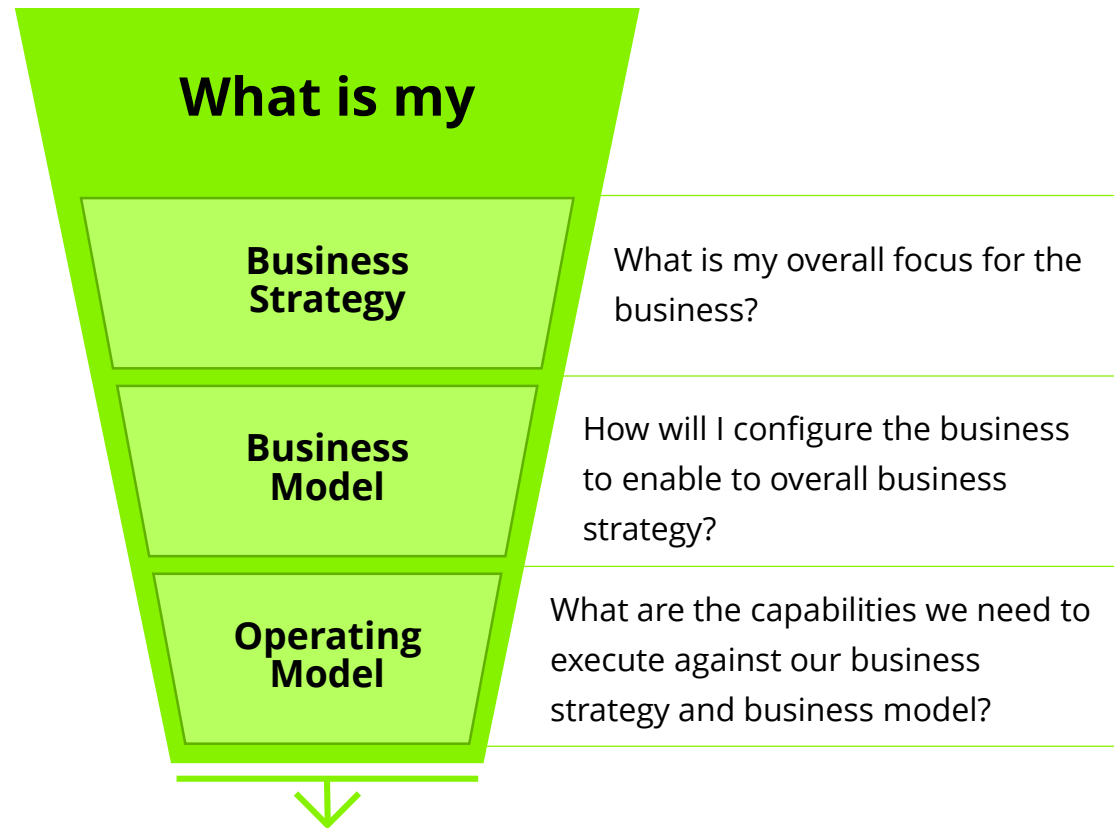 What is my
Business
Strategy
What is my overall focus for the
business?
Business
Model
How will I configure the business
to enable to overall business
strategy?
Operating
Model
What are the capabilities we need to
execute against our business
strategy and business model?